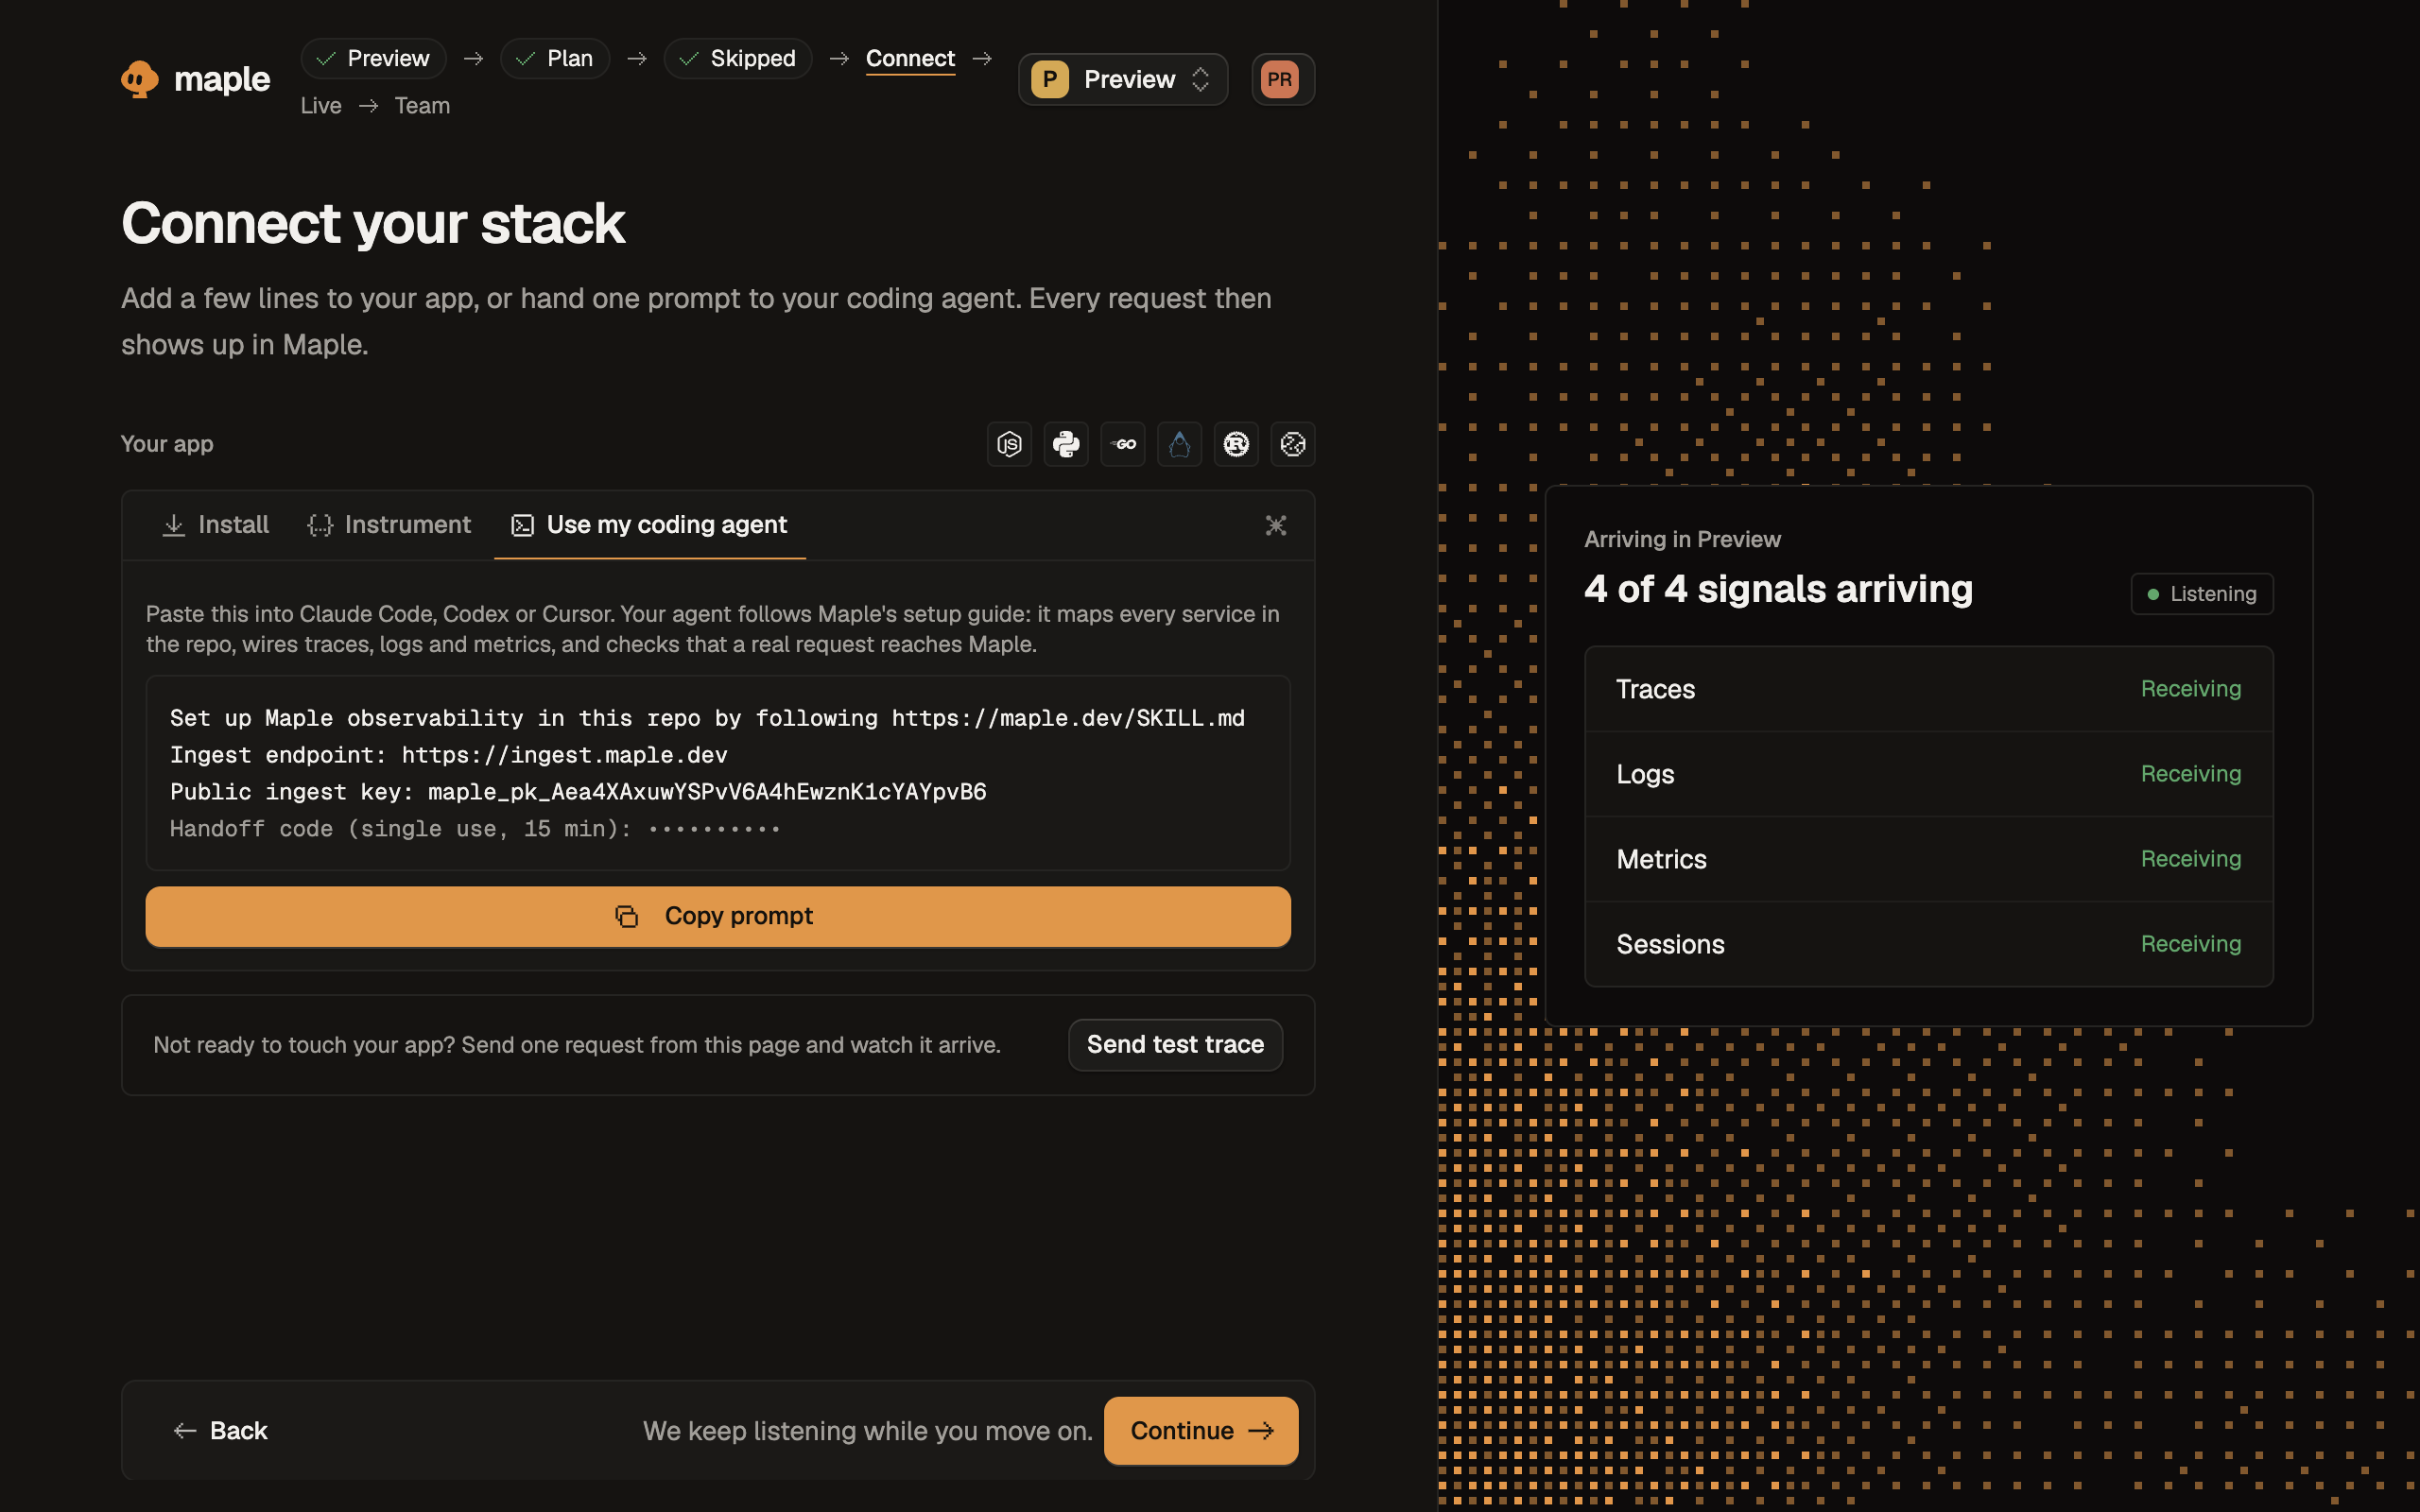 maple
Preview → Plan → Skipped → Connect →
Live → Team
P Preview
PR
Connect your stack
Add a few lines to your app, or hand one prompt to your coding agent. Every request then
shows up in Maple.
Your app
JS
GO
R
Install
Instrument
Use my coding agent
Paste this into Claude Code, Codex or Cursor. Your agent follows Maple's setup guide: it maps every service in
the repo, wires traces, logs and metrics, and checks that a real request reaches Maple.
Set up Maple observability in this repo by following https://maple.dev/SKILL.md
Ingest endpoint: https://ingest.maple.dev
Public ingest key: maple_pk_Aea4XAxuwYSPvV6A4hEwznK1cYAYpvB6
Handoff code (single use, 15 min): ••••••••••
Copy prompt
Not ready to touch your app? Send one request from this page and watch it arrive.
Send test trace
← Back
We keep listening while you move on.
Continue →
Arriving in Preview
4 of 4 signals arriving
Listening
Traces Receiving
Logs Receiving
Metrics Receiving
Sessions Receiving